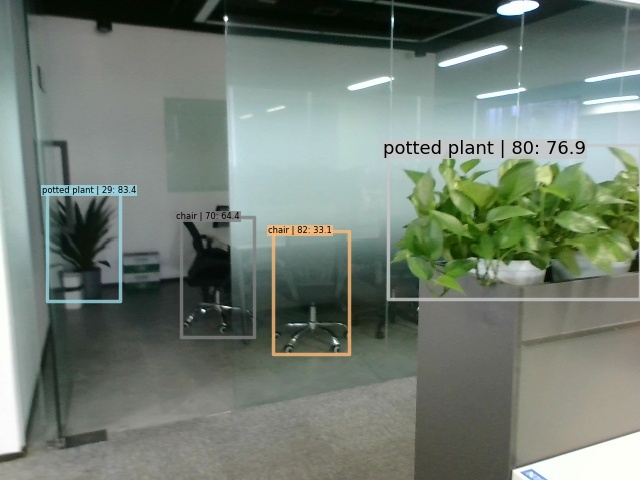 potted plant | 80: 76.9
potted plant | 29: 83.4
chair | 70: 64.4
chair | 82: 33.1